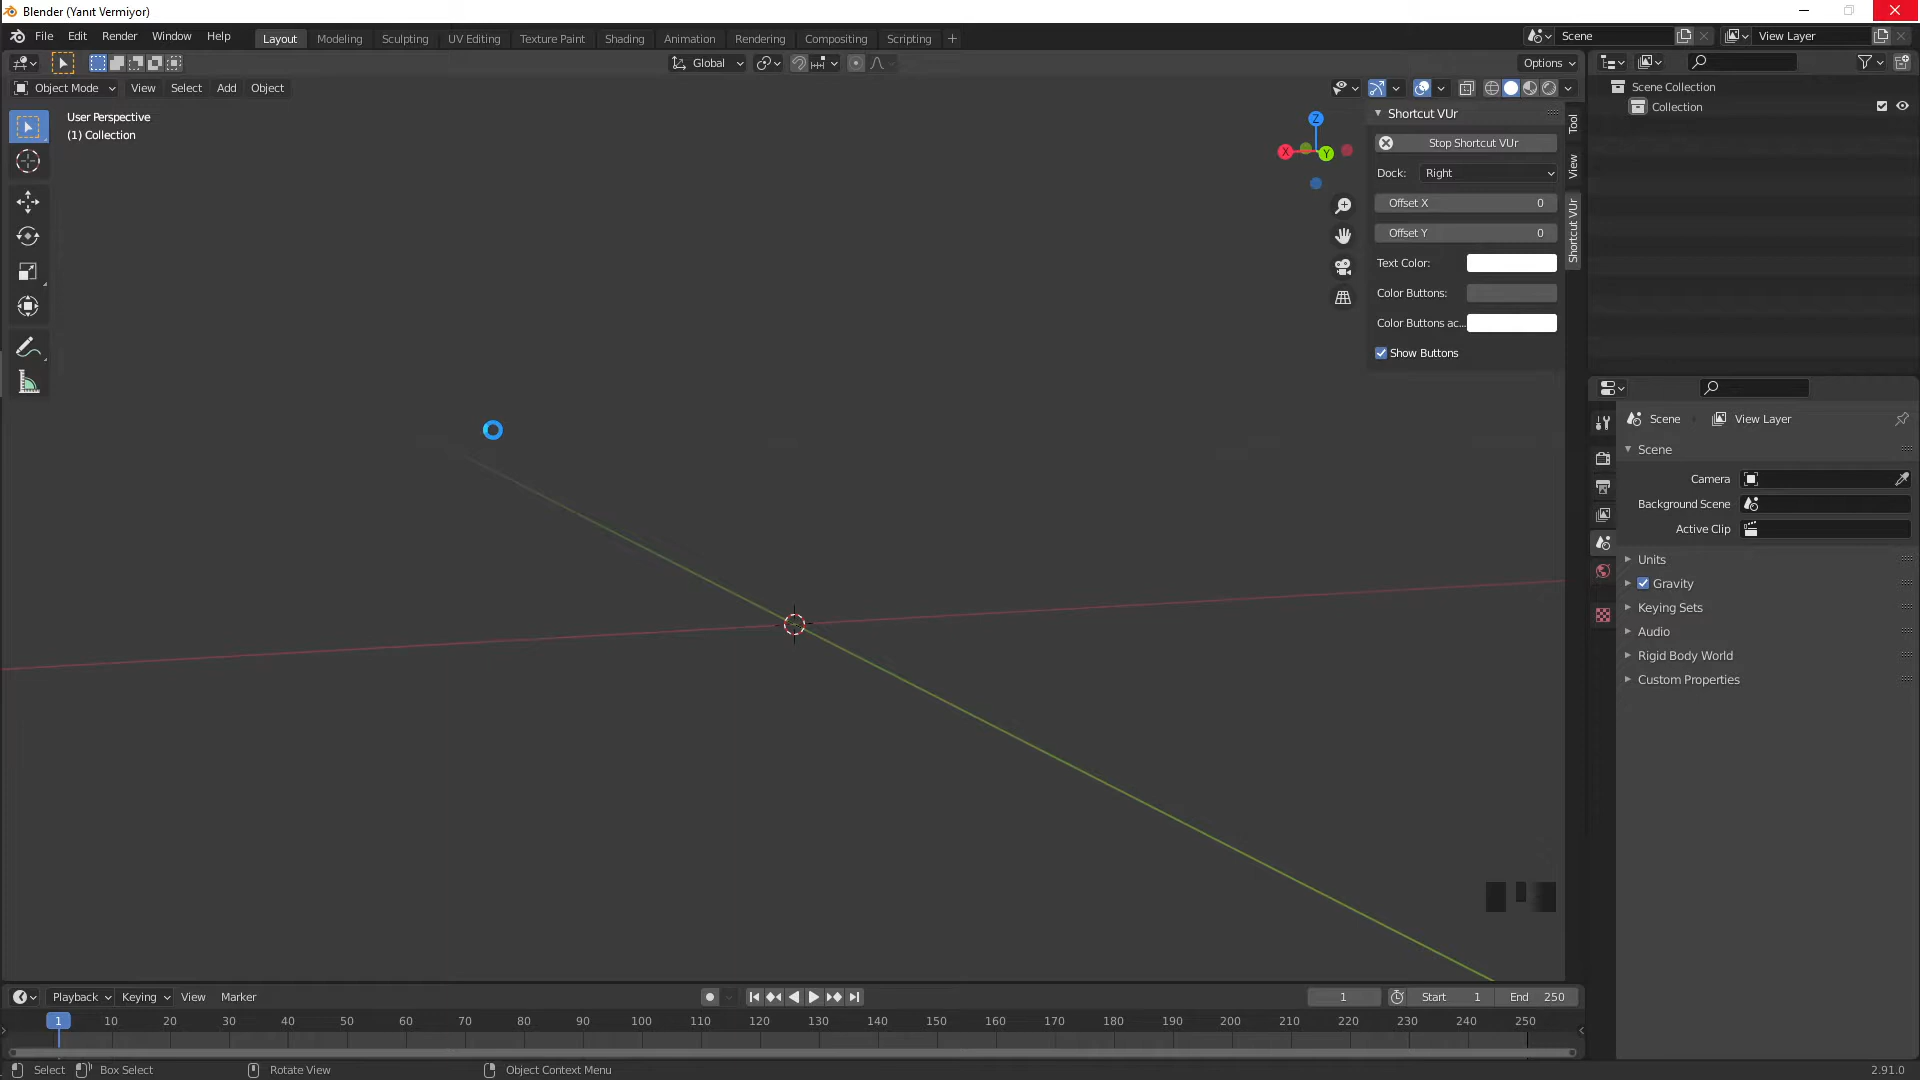 Blender (Yanıt Vermiyor)
File Edit Render Window Help
Layout Modeling Sculpting UV Editing Texture Paint Shading Animation Rendering Compositing Scripting +
Scene
View Layer
Global
Options
Object Mode View Select Add Object
User Perspective
(1) Collection
Z
X
Y
Shortcut VUr
Stop Shortcut VUr
Dock: Right
Offset X 0
Offset Y 0
Text Color:
Color Buttons:
Color Buttons ac...
Show Buttons
Tool
View
Shortcut VUr
Scene Collection
Collection
Scene View Layer
Scene
Camera
Background Scene
Active Clip
Units
Gravity
Keying Sets
Audio
Rigid Body World
Custom Properties
Playback Keying View Marker
1
Start 1
End 250
1 10 20 30 40 50 60 70 80 90 100 110 120 130 140 150 160 170 180 190 200 210 220 230 240 250
Select Box Select Rotate View Object Context Menu
2.91.0